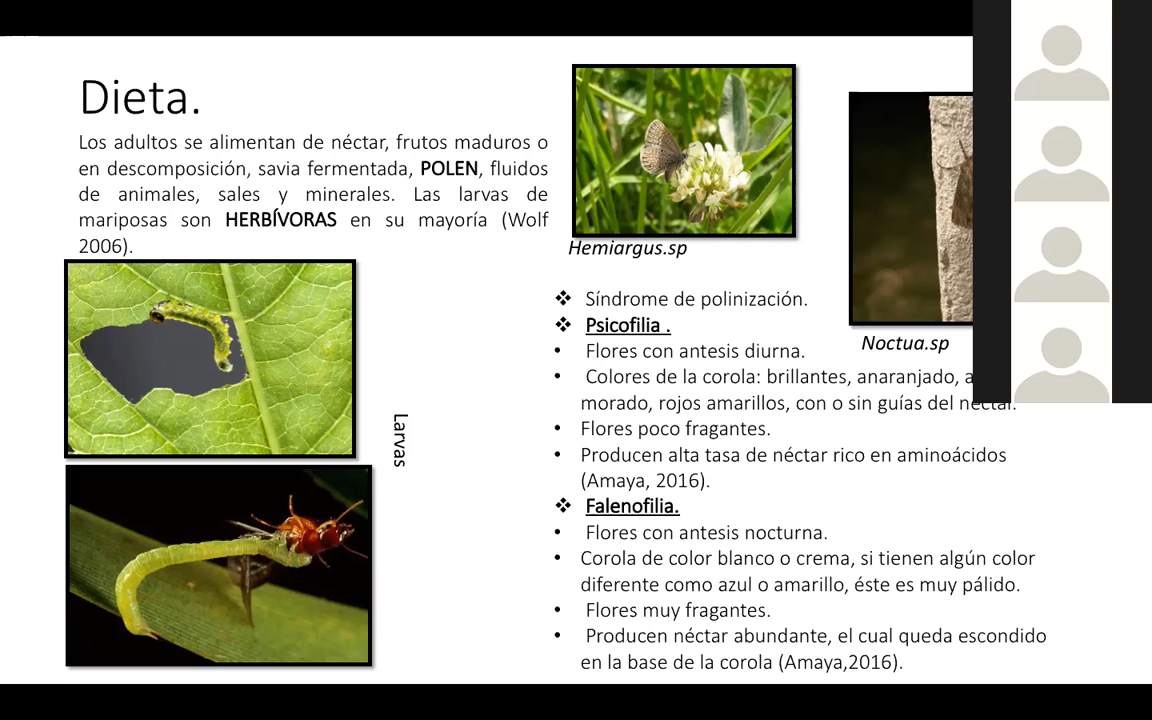 Dieta.
Los adultos se alimentan de néctar, frutos maduros o
en descomposición, savia fermentada, POLEN, fluidos
de animales, sales y minerales. Las larvas de
mariposas son HERBÍVORAS en su mayoría (Wolf
2006).
Larvas
Hemiargus.sp
Noctua.sp
❖ Síndrome de polinización.
❖ Psicofilia .
• Flores con antesis diurna.
• Colores de la corola: brillantes, anaranjado,
morado, rojos amarillos, con o sin guías del néctar.
• Flores poco fragantes.
• Producen alta tasa de néctar rico en aminoácidos
(Amaya, 2016).
❖ Falenofilia.
• Flores con antesis nocturna.
• Corola de color blanco o crema, si tienen algún color
diferente como azul o amarillo, éste es muy pálido.
• Flores muy fragantes.
• Producen néctar abundante, el cual queda escondido
en la base de la corola (Amaya,2016).